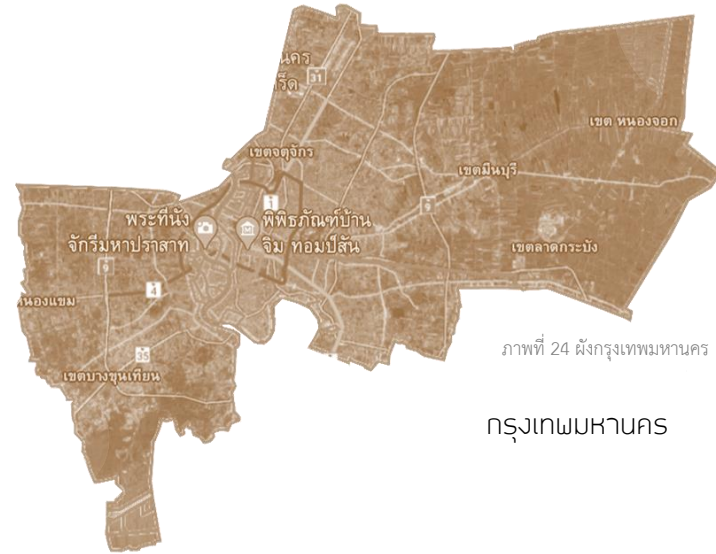 นคร
ร็ด
31
เขต หนองจอก
เขตจตุจักร
เขตมีนบุรี
1
9
พระที่นั่ง
จักรีมหาปราสาท
พิพิธภัณฑ์บ้าน
จิม ทอมป์สัน
เขตลาดกระบัง
9
4
หนองแขม
35
เขตบางขุนเทียน
ภาพที่ 24 ผังกรุงเทพมหานคร
กรุงเทพมหานคร